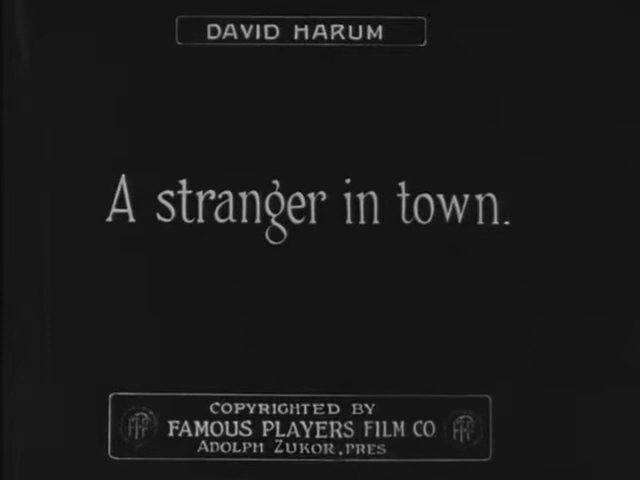 DAVID HARUM
A stranger in town.
COPYRIGHTED BY
FAMOUS PLAYERS FILM CO.
ADOLPH ZUKOR, PRES